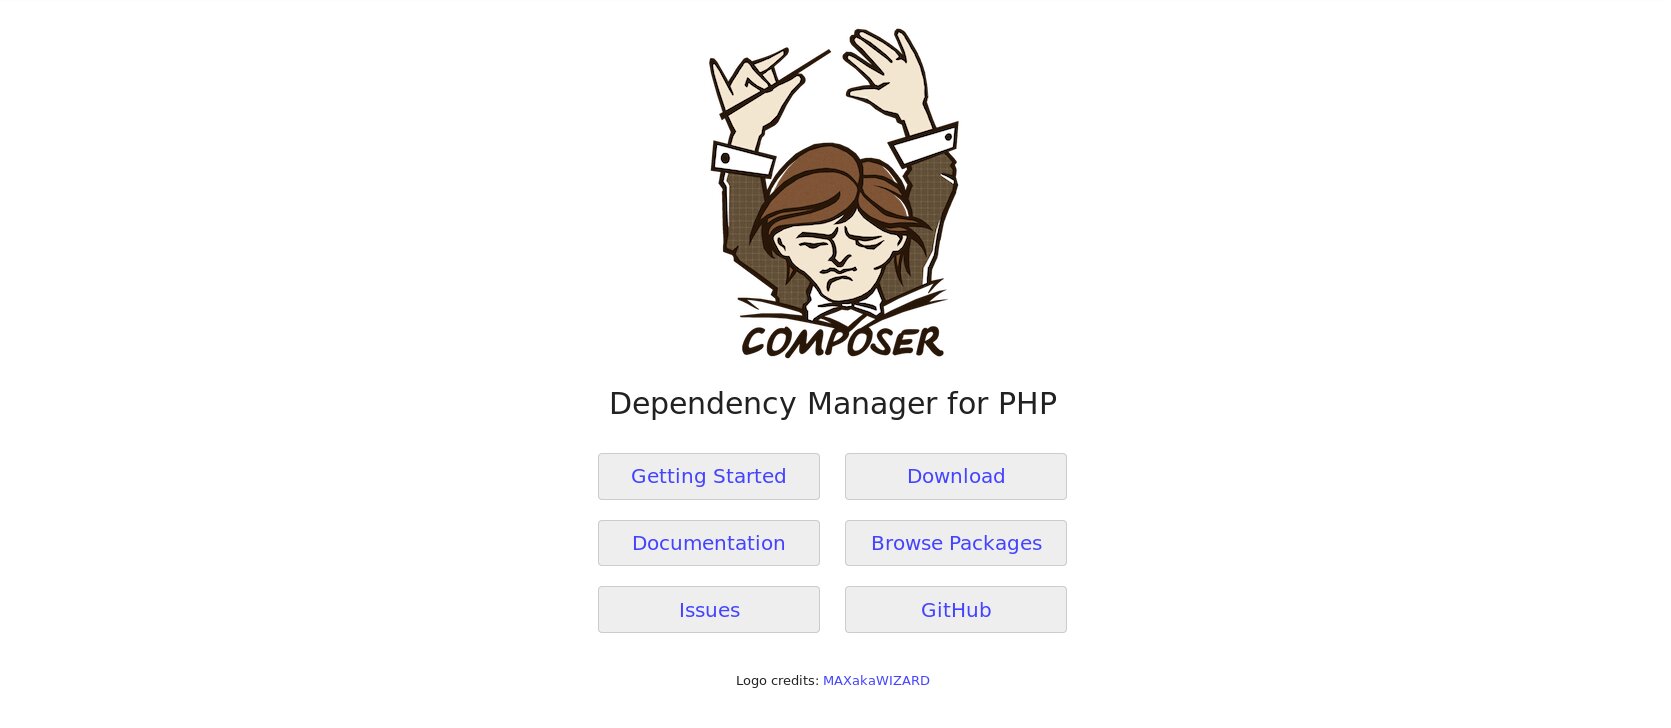 COMPOSER
Dependency Manager for PHP
Getting Started
Download
Documentation
Browse Packages
Issues
GitHub
Logo credits: MAXakaWIZARD